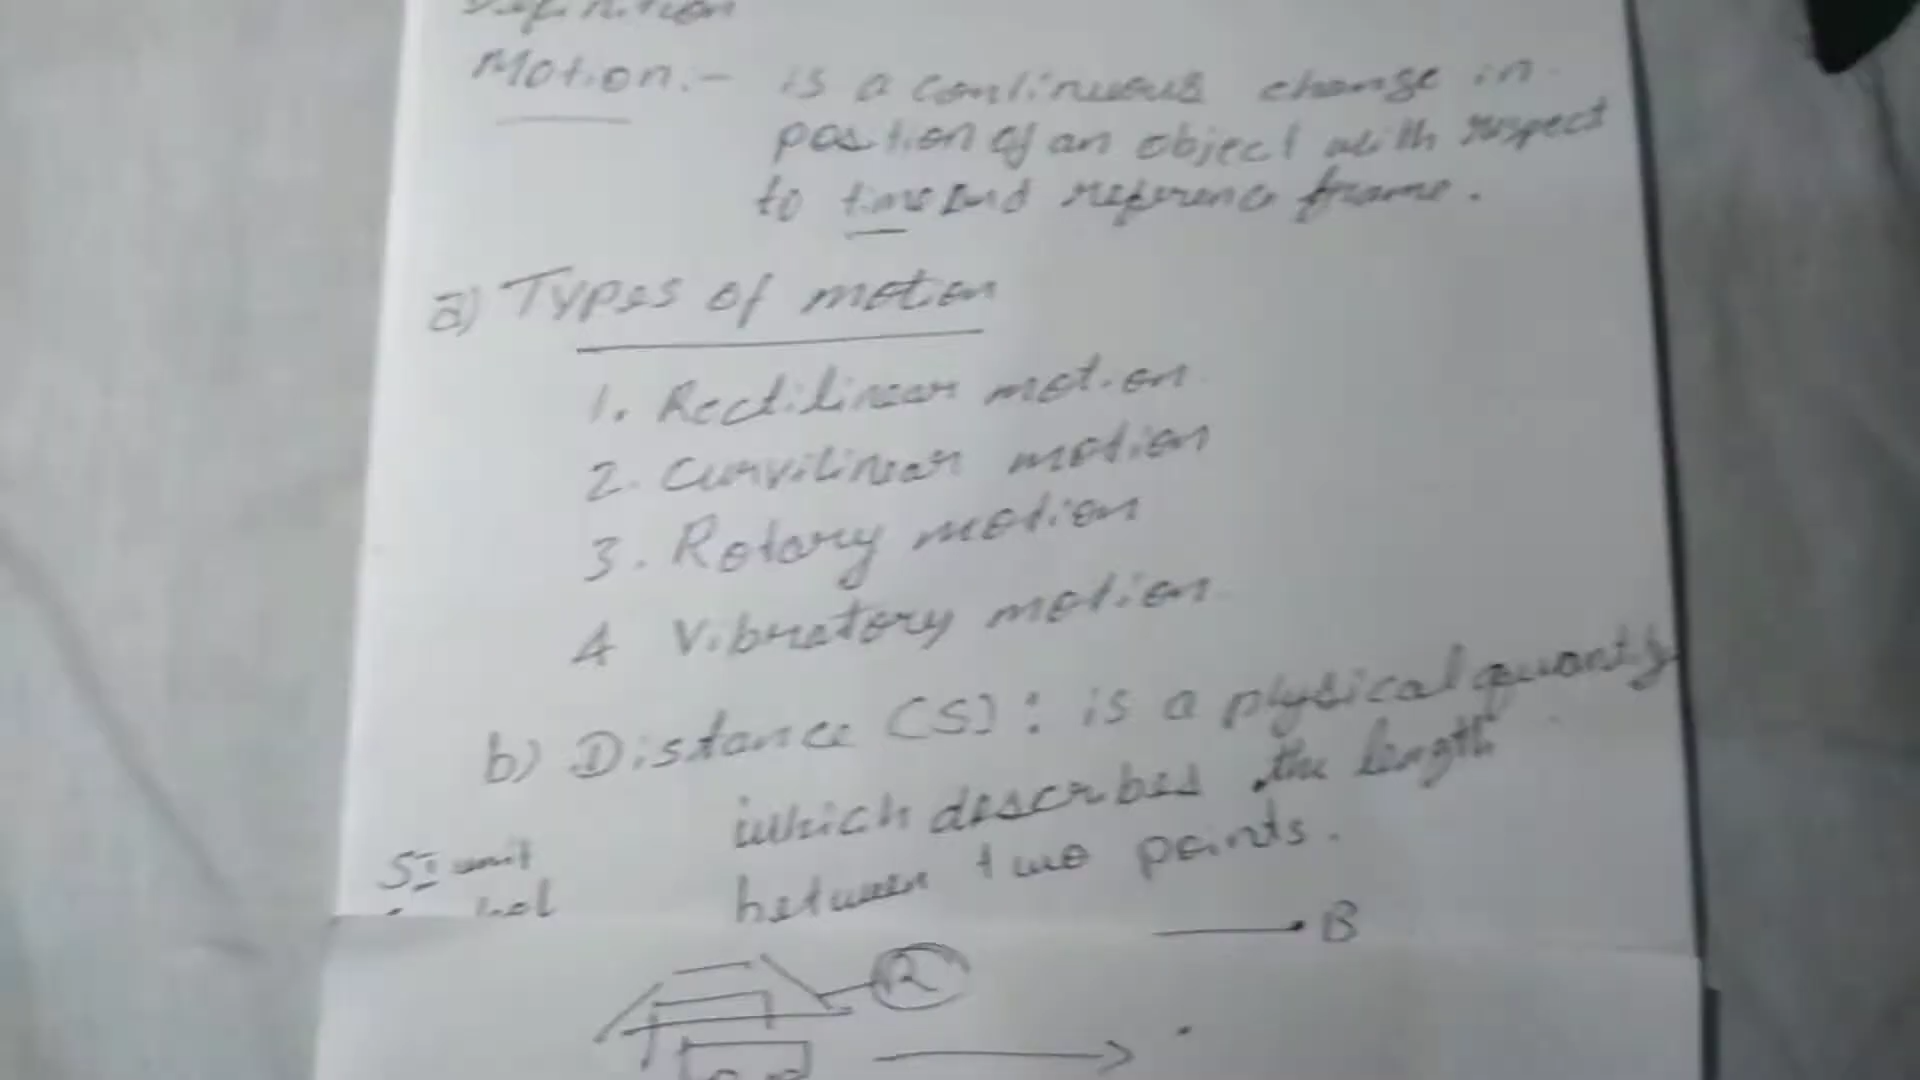 Definition
Motion:- is a continuous change in
position of an object with respect
to time and reference frame.
a) Types of motion
1. Rectilinear motion
2. Curvilinear motion
3. Rotary motion
4 Vibratory motion
b) Distance (S): is a physical quantity
which describes the length
between two points.
SI unit
B
R